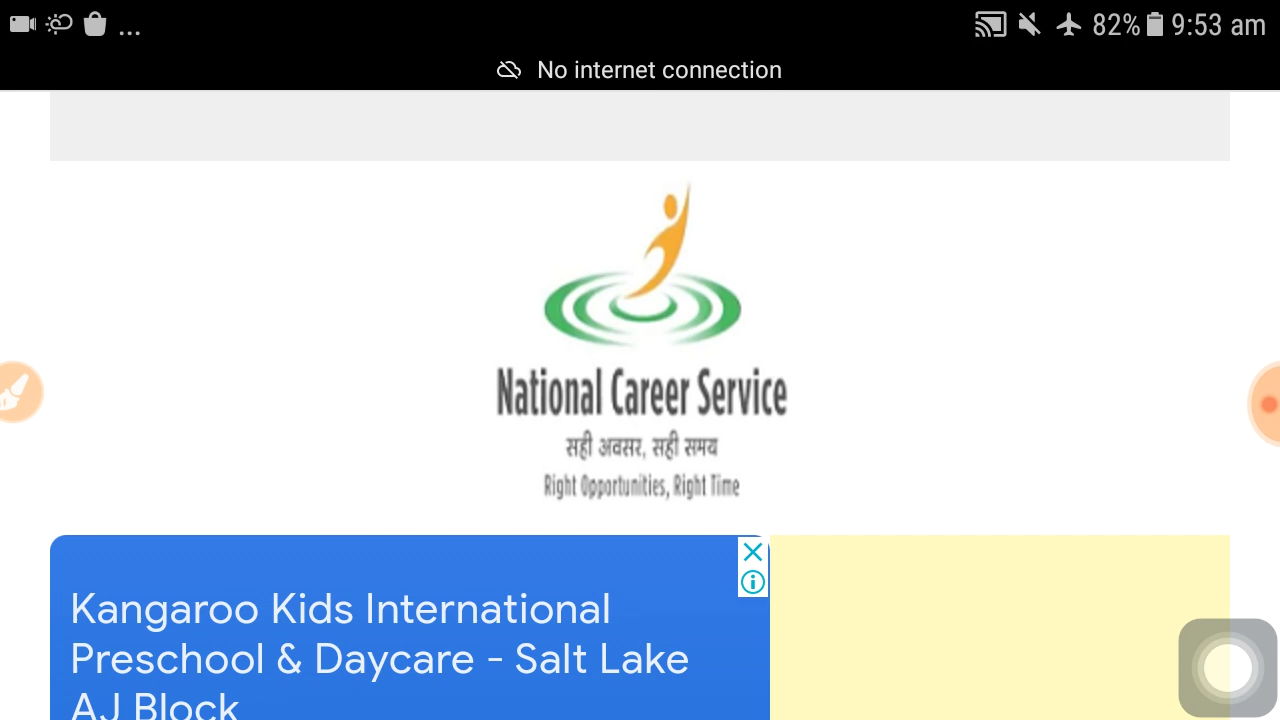 ... 82% 9:53 am
No internet connection
National Career Service
सही अवसर, सही समय
Right Opportunities, Right Time
Kangaroo Kids International
Preschool & Daycare - Salt Lake
AJ Block